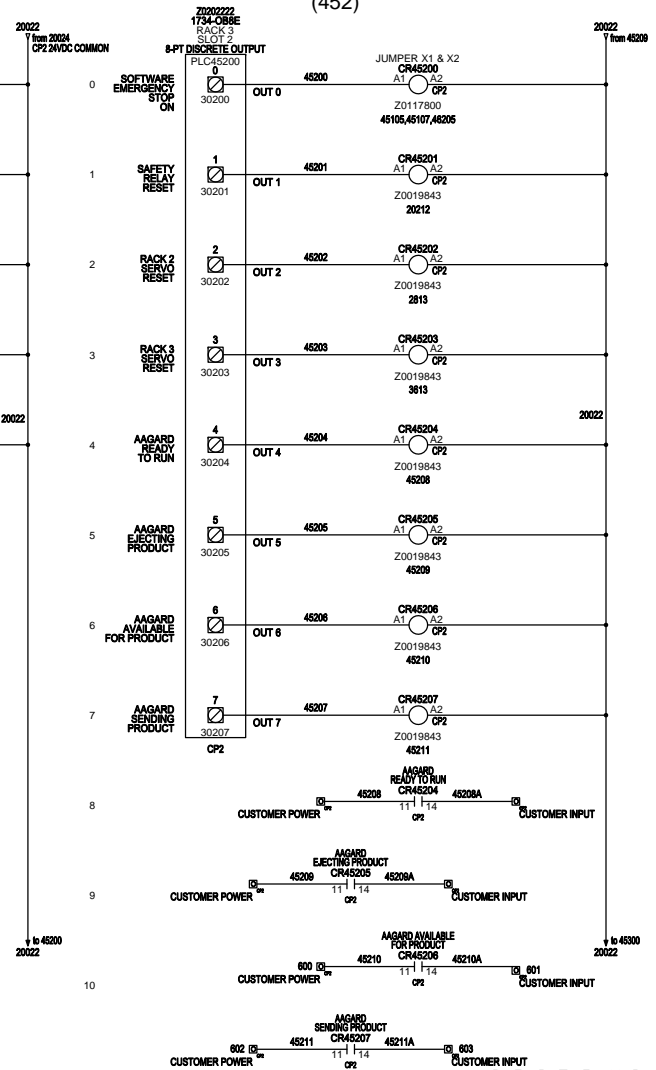 (452)
20022
from 20024
CP2 24VDC COMMON
Z0202222
1734-OB8E
RACK 3
SLOT 2
8-PT DISCRETE OUTPUT
PLC45200
20022
from 45209
0
SOFTWARE
EMERGENCY
STOP
ON
0
30200
OUT 0
45200
JUMPER X1 & X2
CR45200
A1 A2
CP2
Z0117800
45105,45107,46205
1
SAFETY
RELAY
RESET
1
30201
OUT 1
45201
CR45201
A1 A2
CP2
Z0019843
20212
2
RACK 2
SERVO
RESET
2
30202
OUT 2
45202
CR45202
A1 A2
CP2
Z0019843
2813
3
RACK 3
SERVO
RESET
3
30203
OUT 3
45203
CR45203
A1 A2
CP2
Z0019843
3613
20022
20022
4
AAGARD
READY
TO RUN
4
30204
OUT 4
45204
CR45204
A1 A2
CP2
Z0019843
45208
5
AAGARD
EJECTING
PRODUCT
5
30205
OUT 5
45205
CR45205
A1 A2
CP2
Z0019843
45209
6
AAGARD
AVAILABLE
FOR PRODUCT
6
30206
OUT 6
45206
CR45206
A1 A2
CP2
Z0019843
45210
7
AAGARD
SENDING
PRODUCT
7
30207
OUT 7
45207
CR45207
A1 A2
CP2
Z0019843
45211
CP2
8
AAGARD
READY TO RUN
CR45204
45208 45208A
11 14
CP2
CUSTOMER POWER
CP2
CP2
CUSTOMER INPUT
9
AAGARD
EJECTING PRODUCT
CR45205
45209 45209A
11 14
CP2
CUSTOMER POWER
CP2
CP2
CUSTOMER INPUT
to 45200
20022
to 45300
20022
10
AAGARD AVAILABLE
FOR PRODUCT
CR45206
600 45210 45210A 601
11 14
CP2
CUSTOMER POWER
CP2
CP2
CUSTOMER INPUT
AAGARD
SENDING PRODUCT
CR45207
602 45211 45211A 603
11 14
CP2
CUSTOMER POWER
CP2
CP2
CUSTOMER INPUT